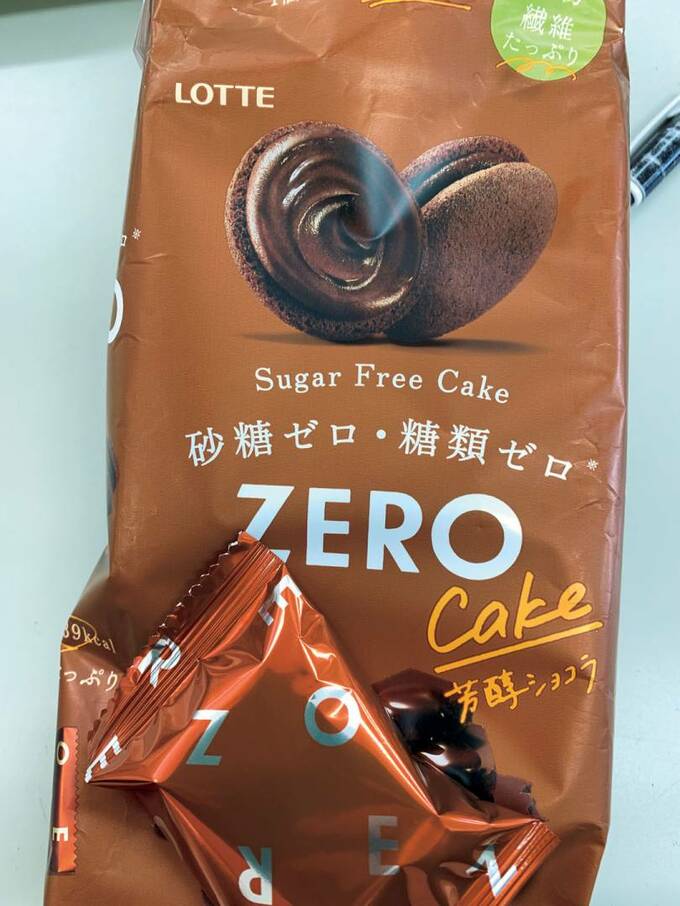 繊維
たっぷり
LOTTE
Sugar Free Cake
砂糖ゼロ・糖類ゼロ※
ZERO
Cake
芳醇ショコラ
9kcal
っぷり
Z O
E R